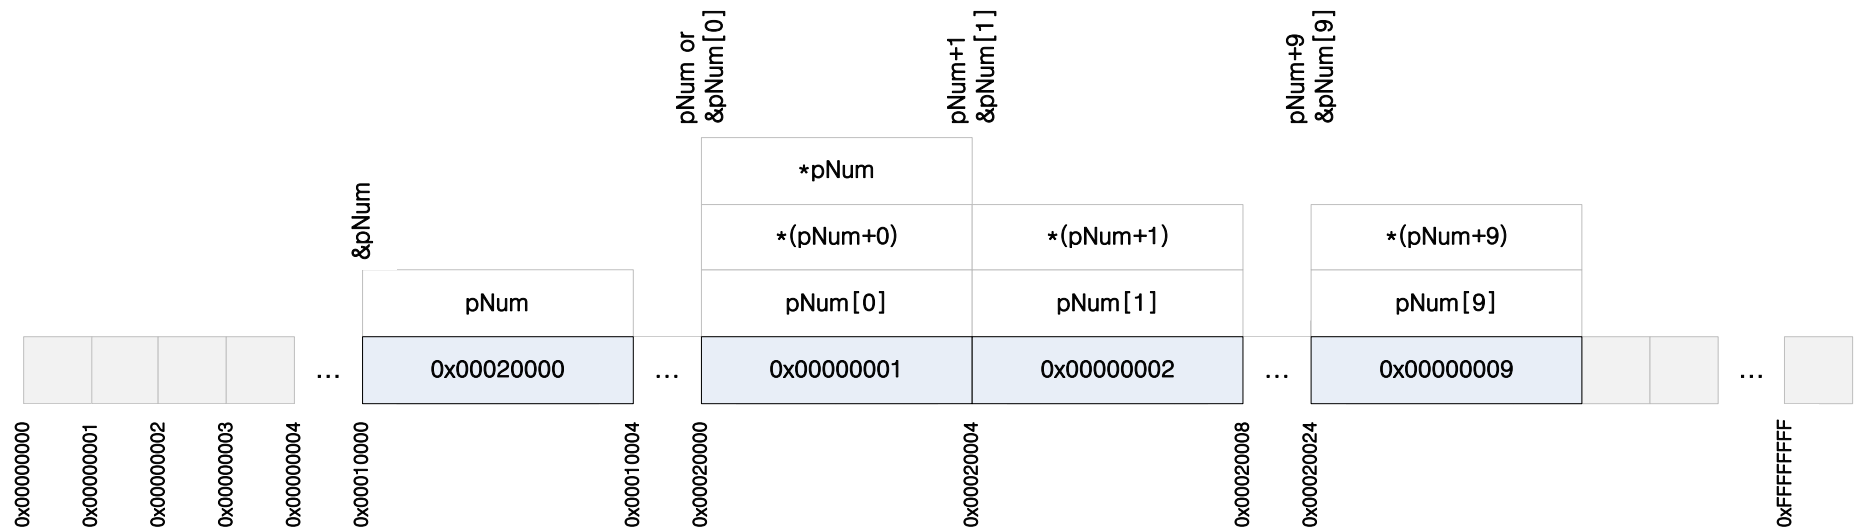 pNum or
&pNum[0]
pNum+1
&pNum[1]
pNum+9
&pNum[9]
*pNum
&pNum
*(pNum+0)
*(pNum+1)
*(pNum+9)
pNum
pNum[0]
pNum[1]
pNum[9]
... 0x00020000 ... 0x00000001 0x00000002 ... 0x00000009 ...
0x00000000
0x00000001
0x00000002
0x00000003
0x00000004
0x00010000
0x00010004
0x00020000
0x00020004
0x00020008
0x00020024
0xFFFFFFFF